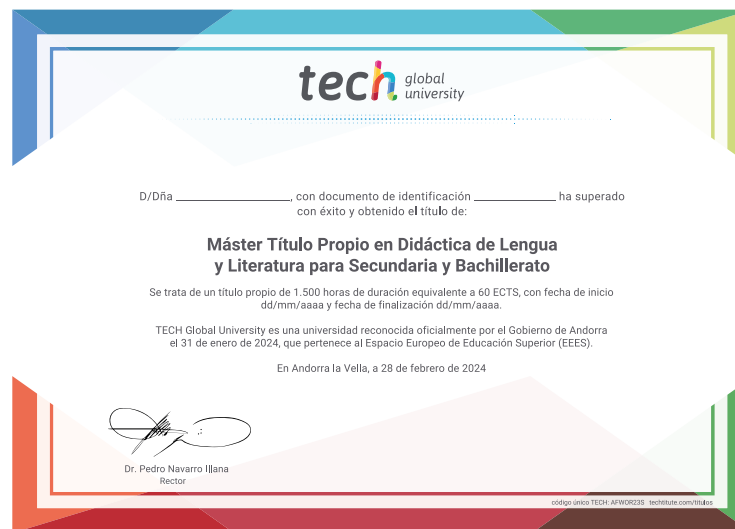 tech global university
D/Dña ______________, con documento de identificación __________ ha superado
con éxito y obtenido el título de:
Máster Título Propio en Didáctica de Lengua
y Literatura para Secundaria y Bachillerato
Se trata de un título propio de 1.500 horas de duración equivalente a 60 ECTS, con fecha de inicio
dd/mm/aaaa y fecha de finalización dd/mm/aaaa.
TECH Global University es una universidad reconocida oficialmente por el Gobierno de Andorra
el 31 de enero de 2024, que pertenece al Espacio Europeo de Educación Superior (EEES).
En Andorra la Vella, a 28 de febrero de 2024
Dr. Pedro Navarro Illana
Rector
código único TECH: AFWOR23S techtitute.com/titulos